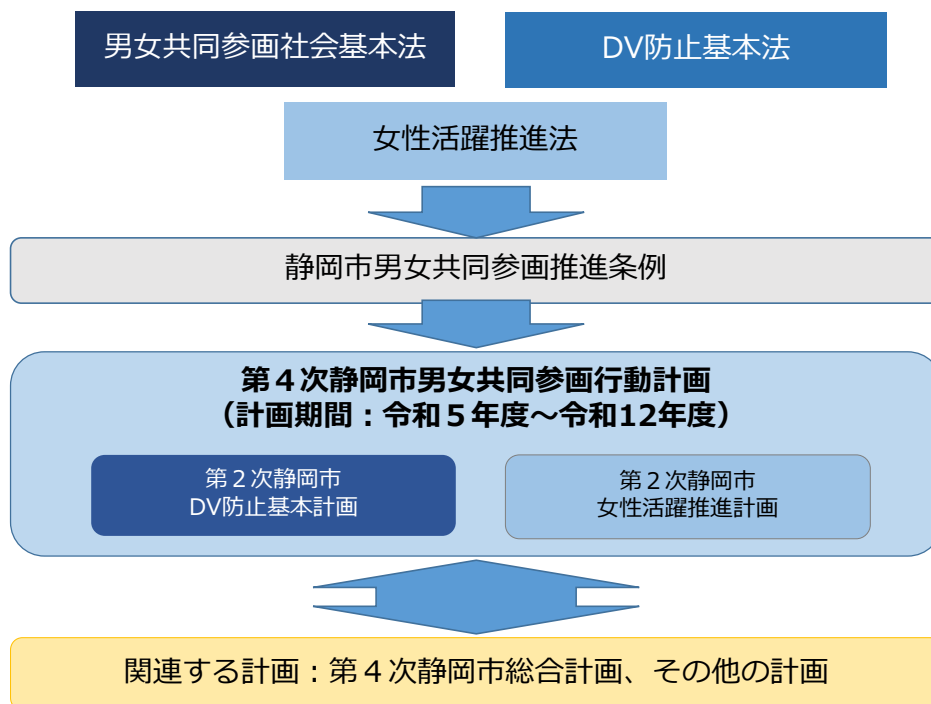 男女共同参画社会基本法
DV防止基本法
女性活躍推進法
静岡市男女共同参画推進条例
第４次静岡市男女共同参画行動計画
（計画期間：令和５年度～令和12年度）
第２次静岡市
DV防止基本計画
第２次静岡市
女性活躍推進計画
関連する計画：第４次静岡市総合計画、その他の計画